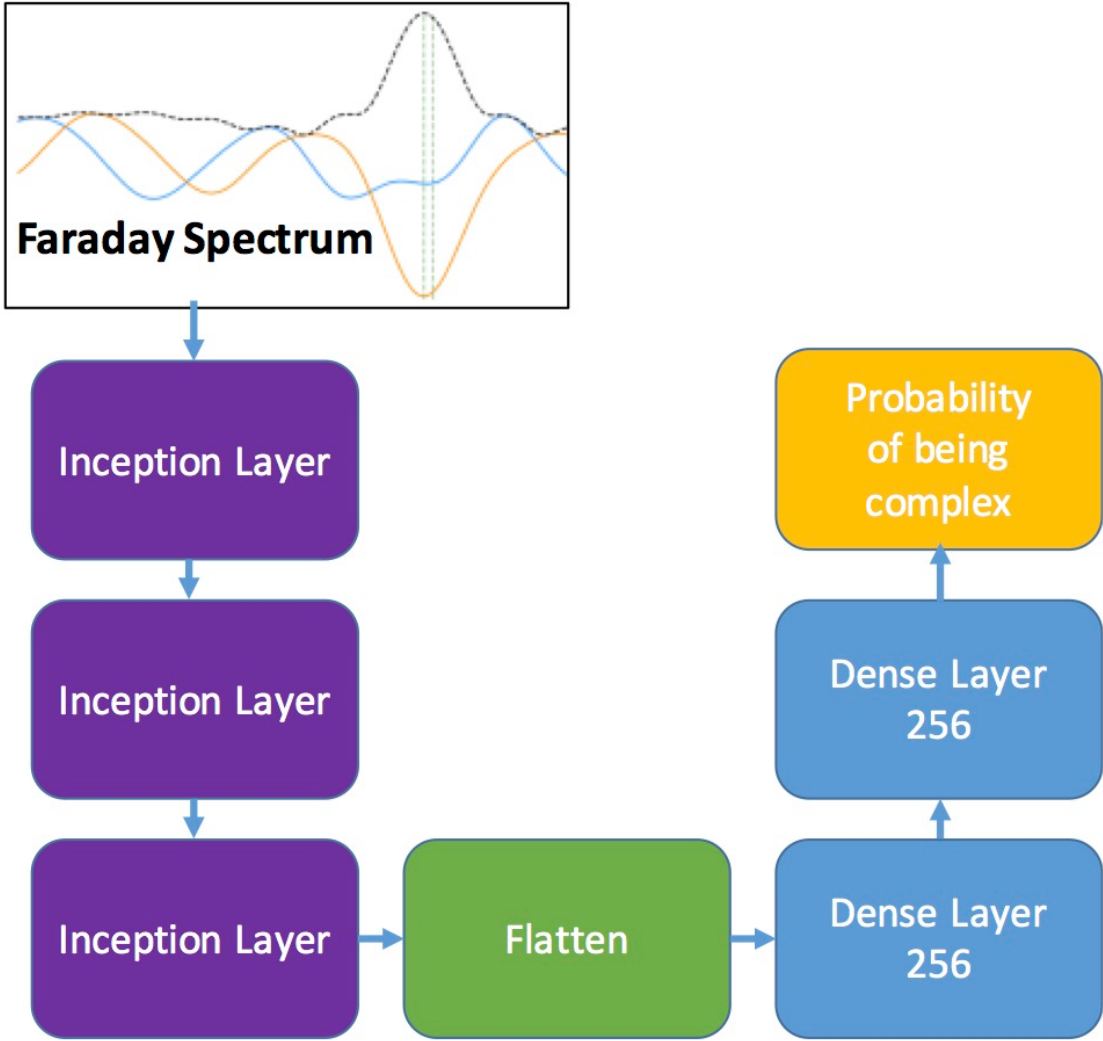 Faraday Spectrum
Inception Layer
Inception Layer
Inception Layer
Flatten
Dense Layer
256
Dense Layer
256
Probability
of being
complex